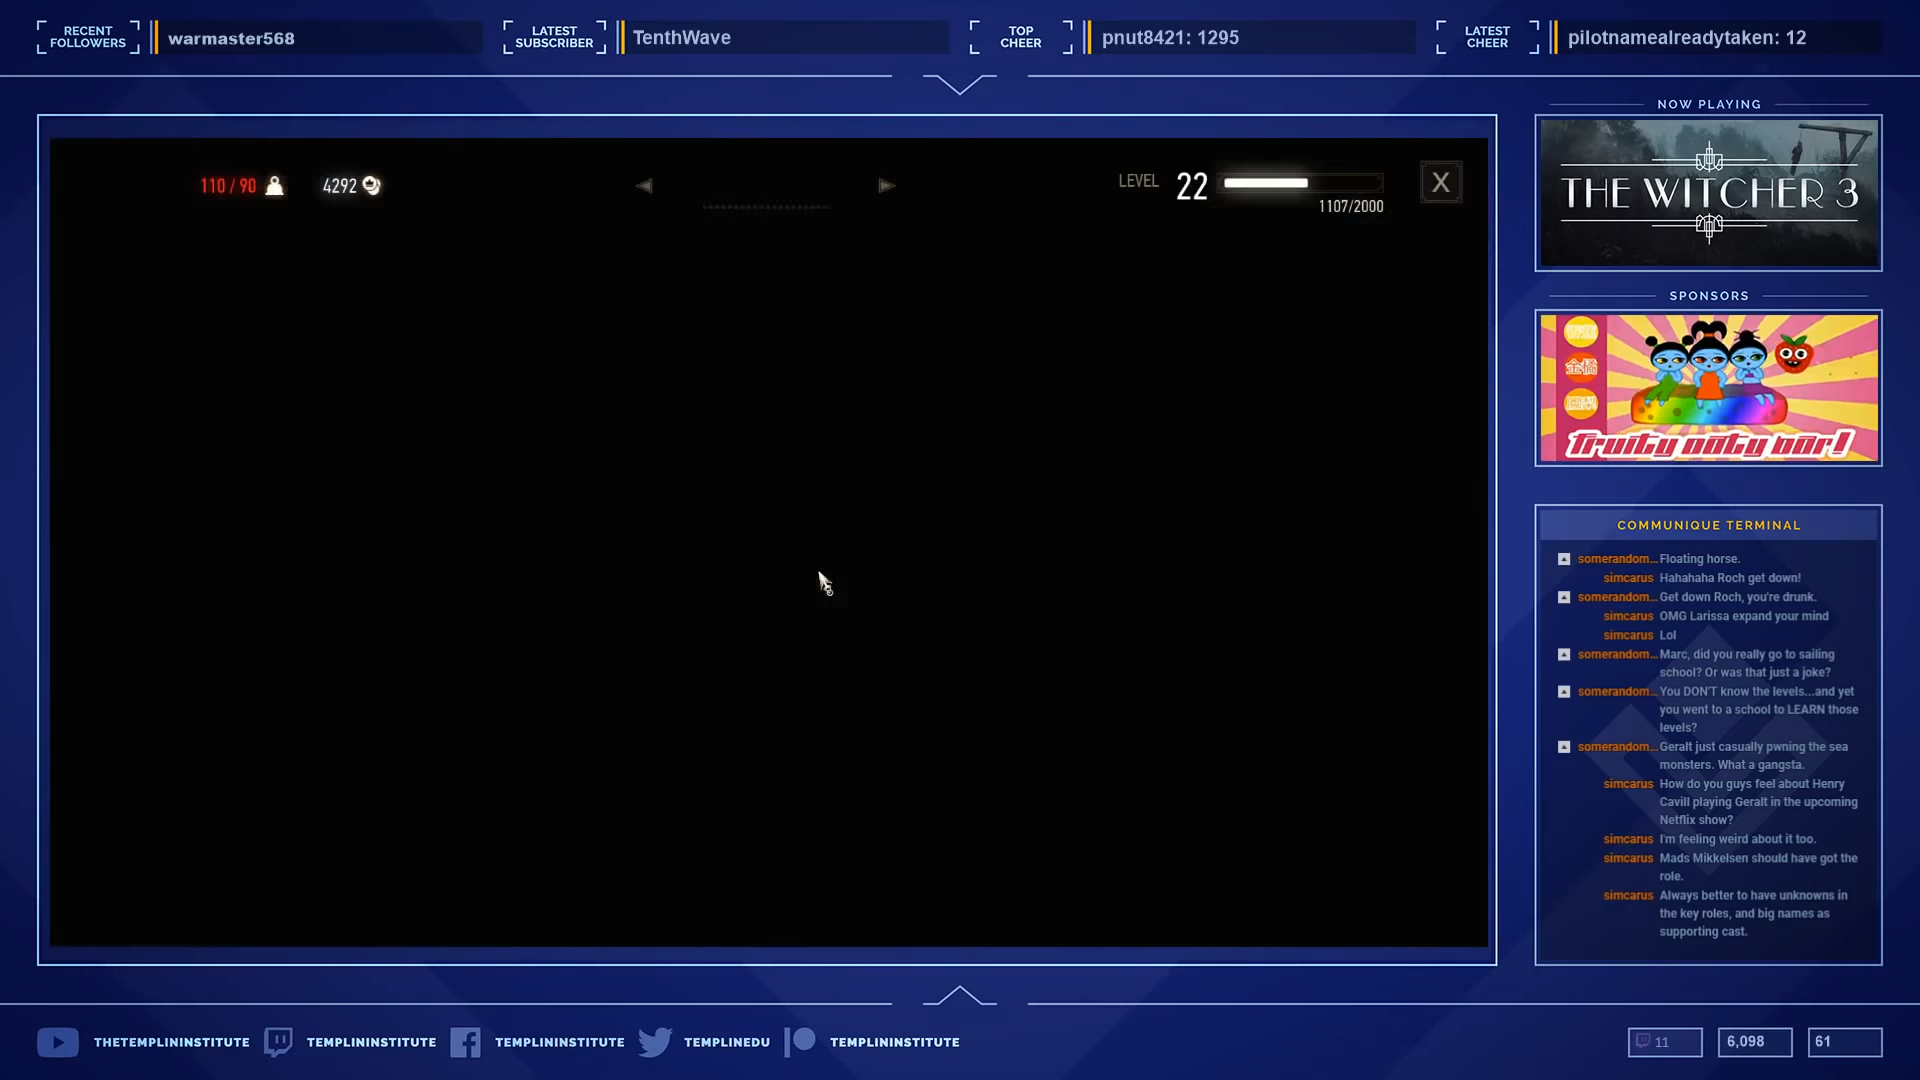 RECENT
FOLLOWERS
warmaster568
LATEST
SUBSCRIBER
TenthWave
TOP
CHEER
pnut8421: 1295
LATEST
CHEER
pilotnamealreadytaken: 12
110 / 90
4292
LEVEL 22
1107/2000
X
NOW PLAYING
THE WITCHER 3
SPONSORS
fruity oaty bar!
COMMUNIQUE TERMINAL
somerandom... Floating horse.
simcarus Hahahaha Roch get down!
somerandom... Get down Roch, you're drunk.
simcarus OMG Larissa expand your mind
simcarus Lol
somerandom... Marc, did you really go to sailing
school? Or was that just a joke?
somerandom... You DON'T know the levels...and yet
you went to a school to LEARN those
levels?
somerandom... Geralt just casually pwning the sea
monsters. What a gangsta.
simcarus How do you guys feel about Henry
Cavill playing Geralt in the upcoming
Netflix show?
simcarus I'm feeling weird about it too.
simcarus Mads Mikkelsen should have got the
role.
simcarus Always better to have unknowns in
the key roles, and big names as
supporting cast.
THETEMPLININSTITUTE
TEMPLININSTITUTE
TEMPLININSTITUTE
TEMPLINEDU
TEMPLININSTITUTE
11
6,098
61